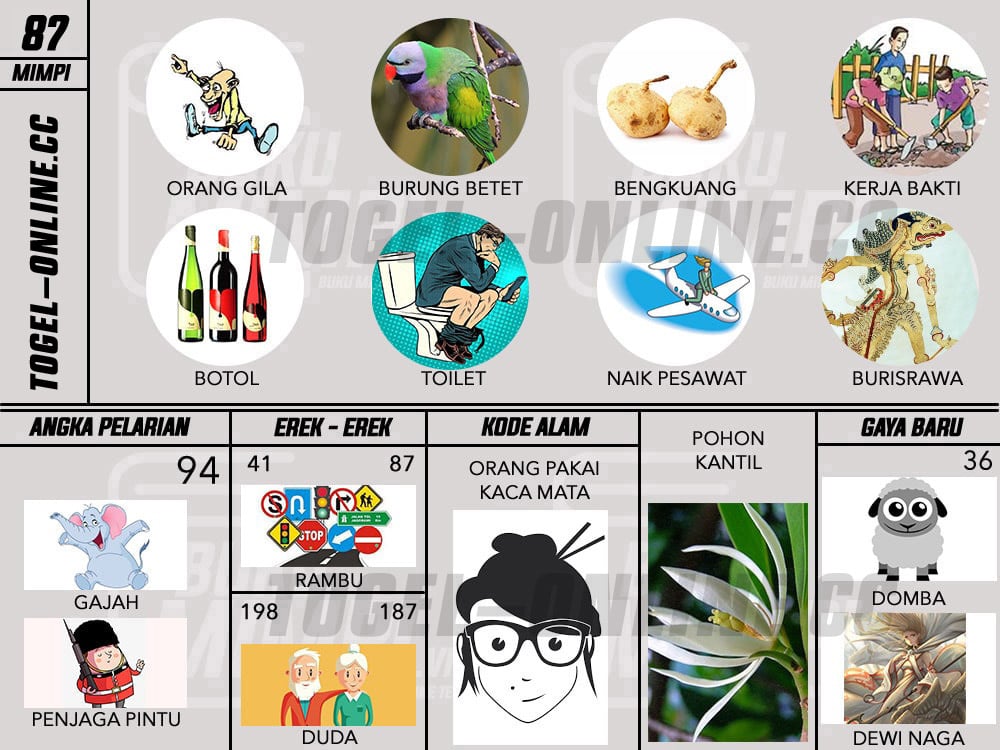 87
MIMPI
TOGEL-ONLINE.CC
ORANG GILA
BURUNG BETET
BENGKUANG
KERJA BAKTI
TOGEL-ONLINE.CC
BOTOL
TOILET
NAIK PESAWAT
BURISRAWA
ANGKA PELARIAN
EREK - EREK
KODE ALAM
GAYA BARU
94
41
87
ORANG PAKAI
KACA MATA
POHON
KANTIL
36
STOP
GAJAH
RAMBU
DOMBA
198
187
TOGEL-ONLINE.CC
PENJAGA PINTU
DUDA
DEWI NAGA